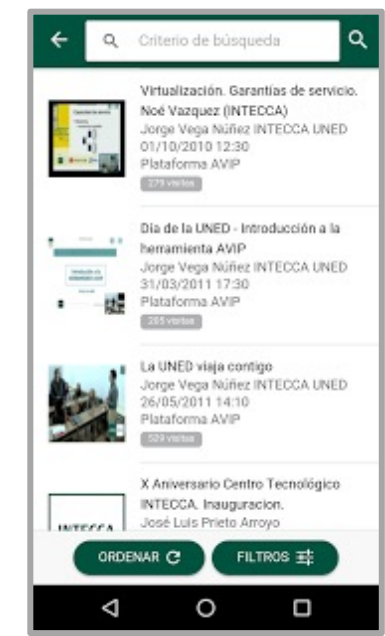 Criterio de búsqueda
Virtualización. Garantías de servicio.
Noé Vazquez (INTECCA)
Jorge Vega Núñez INTECCA UNED
01/10/2010 12:30
Plataforma AVIP
279 visitas
Día de la UNED - Introducción a la
herramienta AVIP
Jorge Vega Núñez INTECCA UNED
31/03/2011 17:30
Plataforma AVIP
205 visitas
La UNED viaja contigo
Jorge Vega Núñez INTECCA UNED
26/05/2011 14:10
Plataforma AVIP
529 visitas
X Aniversario Centro Tecnológico
INTECCA. Inauguracion.
José Luis Prieto Arroyo
INTECCA
ORDENAR
FILTROS